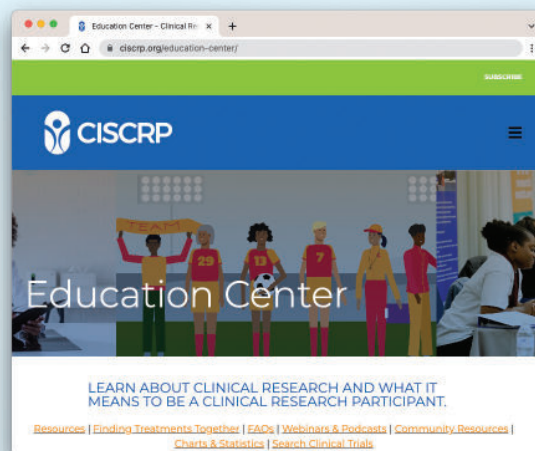 Education Center - Clinical Re
ciscrp.org/education-center/
SUBSCRIBE
CISCRP
TEAM
29 13 7
Education Center
LEARN ABOUT CLINICAL RESEARCH AND WHAT IT
MEANS TO BE A CLINICAL RESEARCH PARTICIPANT.
Resources | Finding Treatments Together | FAQs | Webinars & Podcasts | Community Resources |
Charts & Statistics | Search Clinical Trials